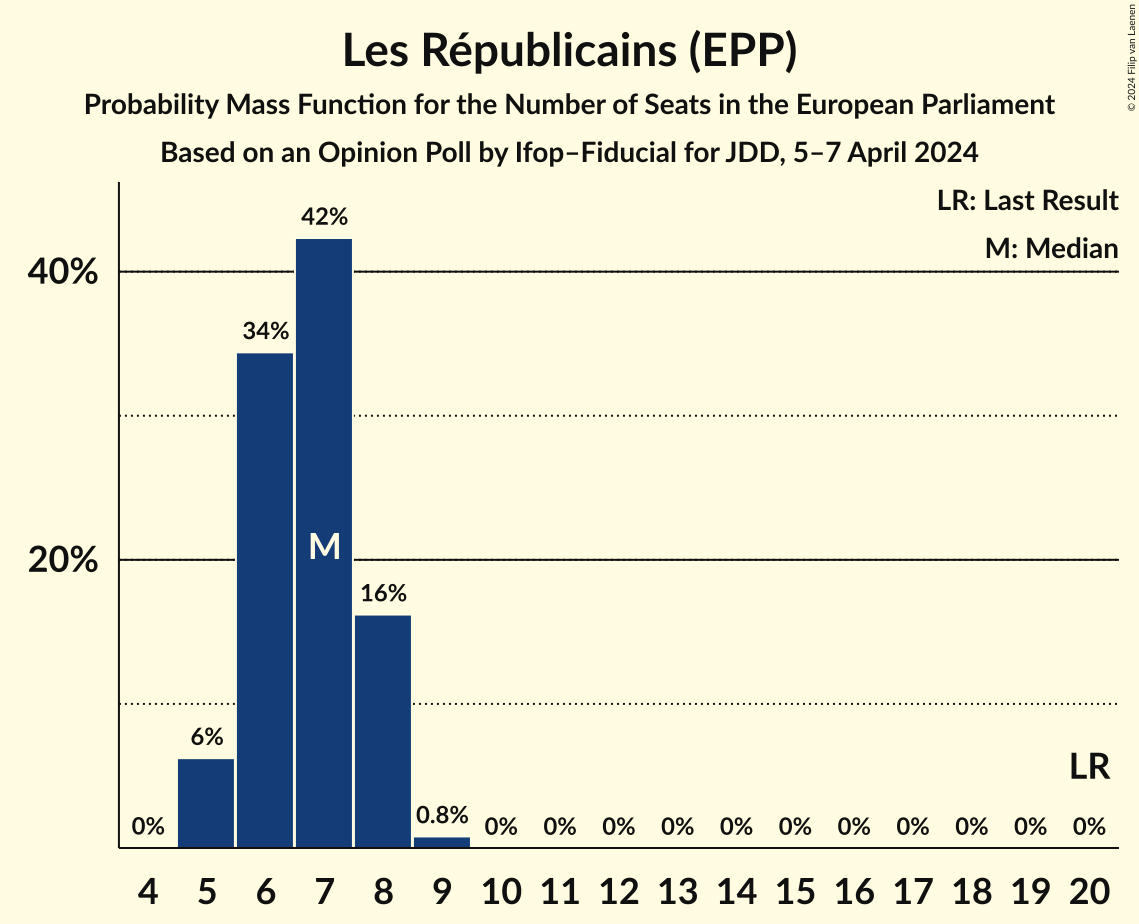 Les Républicains (EPP)
Probability Mass Function for the Number of Seats in the European Parliament
Based on an Opinion Poll by Ifop–Fiducial for JDD, 5–7 April 2024
© 2024 Filip van Laenen
LR: Last Result
M: Median
42%
40%
34%
M
20%
16%
6%
LR
0% 0.8% 0% 0% 0% 0% 0% 0% 0% 0% 0% 0% 0%
4 5 6 7 8 9 10 11 12 13 14 15 16 17 18 19 20